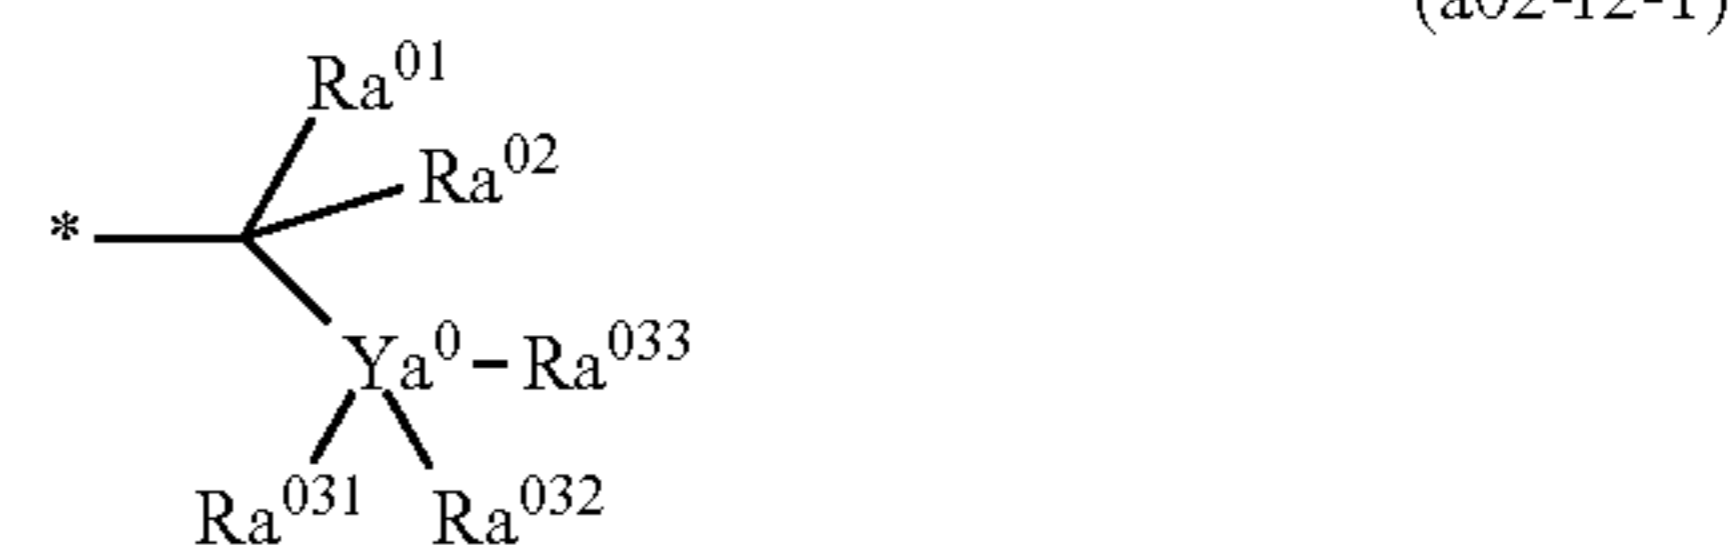 (a02-r2-1)
Ra⁰¹
Ra⁰²
*
Ya⁰–Ra⁰³³
Ra⁰³¹ Ra⁰³²